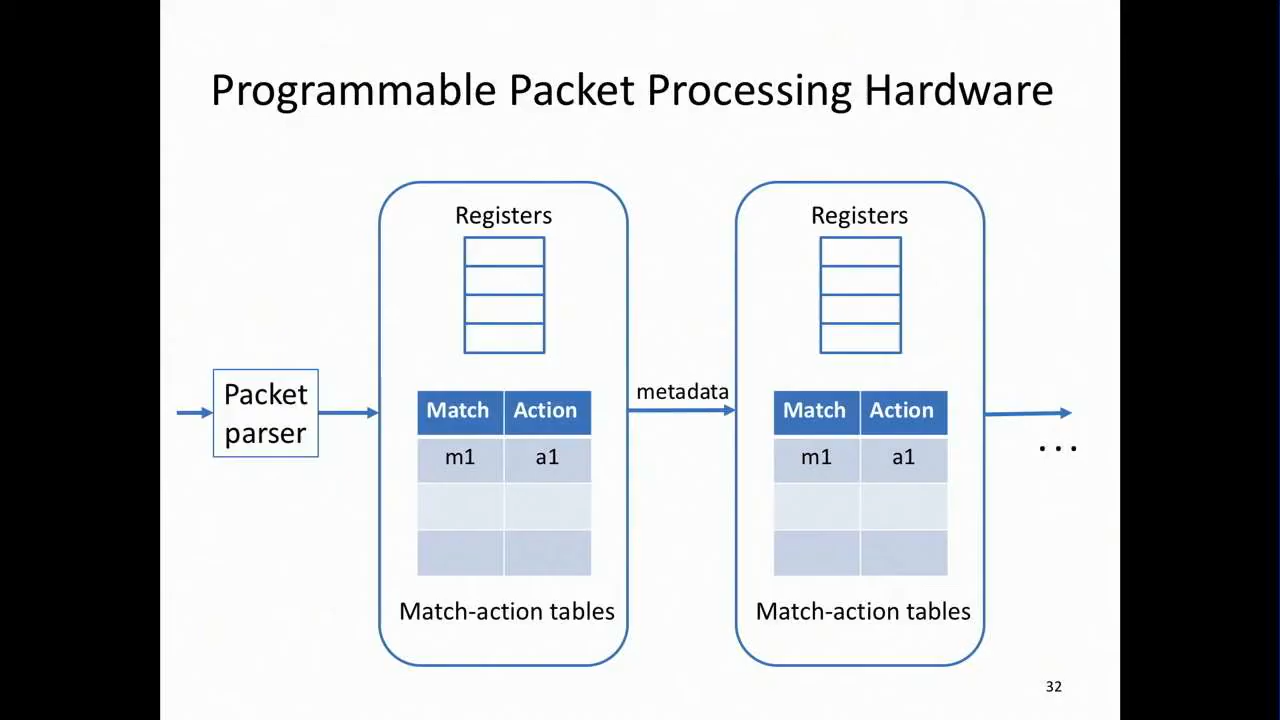 Programmable Packet Processing Hardware
Registers
Registers
Packet
parser
metadata
Match Action
m1 a1
Match Action
m1 a1
...
Match-action tables
Match-action tables
32